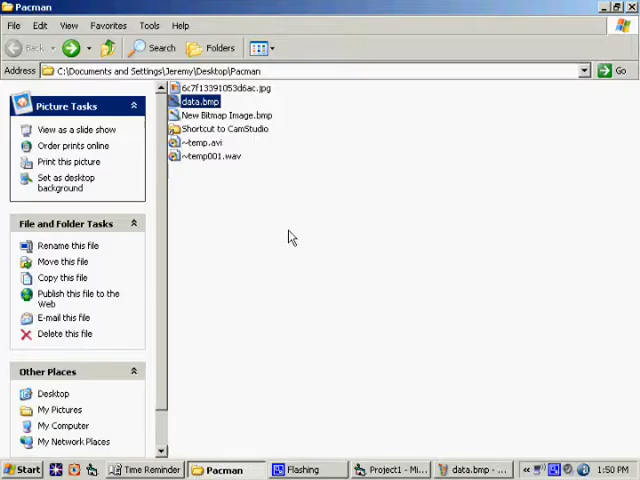 Pacman
File Edit View Favorites Tools Help
Back Search Folders
Address C:\Documents and Settings\Jeremy\Desktop\Pacman Go
Picture Tasks
View as a slide show
Order prints online
Print this picture
Set as desktop
background
File and Folder Tasks
Rename this file
Move this file
Copy this file
Publish this file to the
Web
E-mail this file
Delete this file
Other Places
Desktop
My Pictures
My Computer
My Network Places
6c7f13391053d6ac.jpg
data.bmp
New Bitmap Image.bmp
Shortcut to CamStudio
~temp.avi
~temp001.wav
Start Time Reminder Pacman Flashing Project1 - Mi... data.bmp - ... 1:50 PM